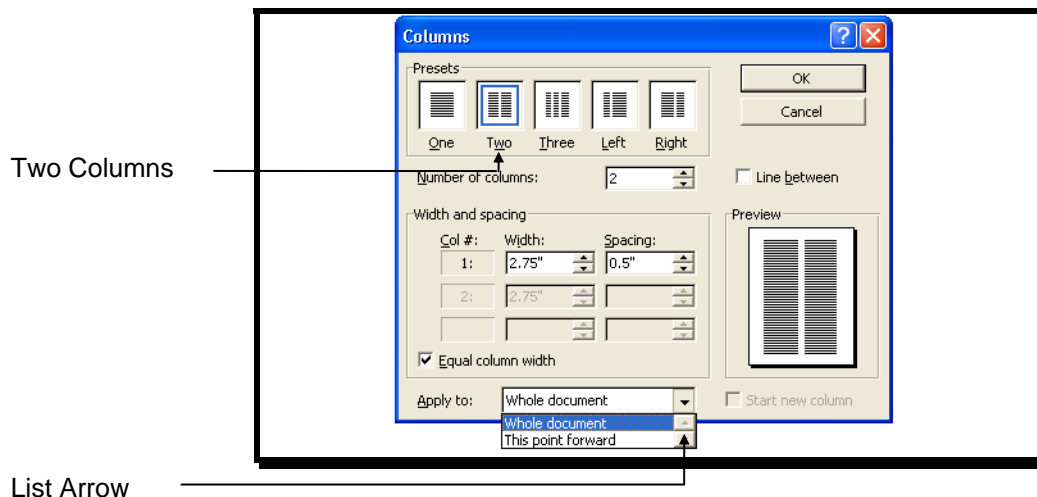 Columns
Presets
OK
Cancel
One Two Three Left Right
Two Columns
Number of columns: 2
Line between
Width and spacing
Preview
Col #: Width: Spacing:
1: 2.75" 0.5"
2: 2.75"
Equal column width
Apply to: Whole document
Start new column
Whole document
This point forward
List Arrow